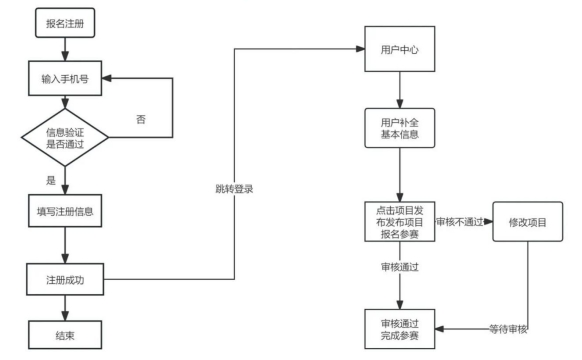 报名注册
输入手机号
信息验证
是否通过
否
是
填写注册信息
注册成功
结束
跳转登录
用户中心
用户补全
基本信息
点击项目发
布发布项目
报名参赛
审核不通过
修改项目
审核通过
审核通过
完成参赛
等待审核